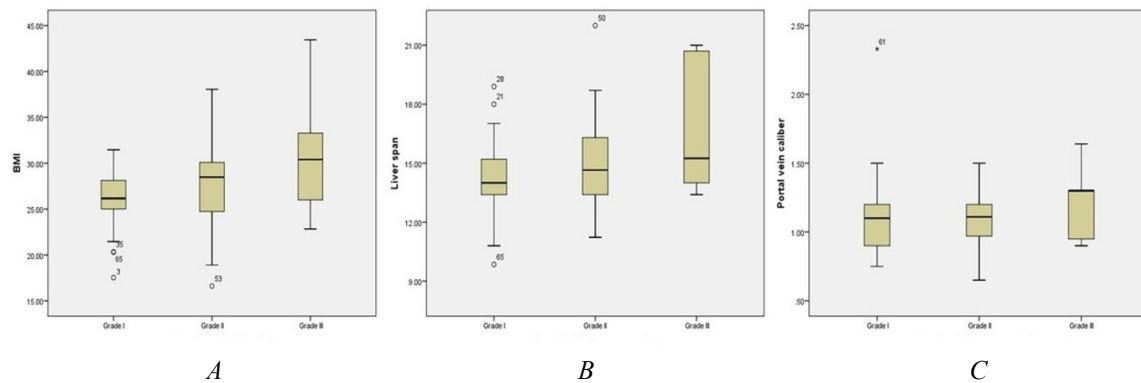 45.00
40.00
35.00
30.00
25.00
20.00
15.00
BMI
35
65
3
53
Grade I Grade II Grade III
A
21.00
18.00
15.00
12.00
9.00
Liver span
28
21
65
50
Grade I Grade II Grade III
B
2.50
2.00
1.50
1.00
.50
Portal vein caliber
61
Grade I Grade II Grade III
C